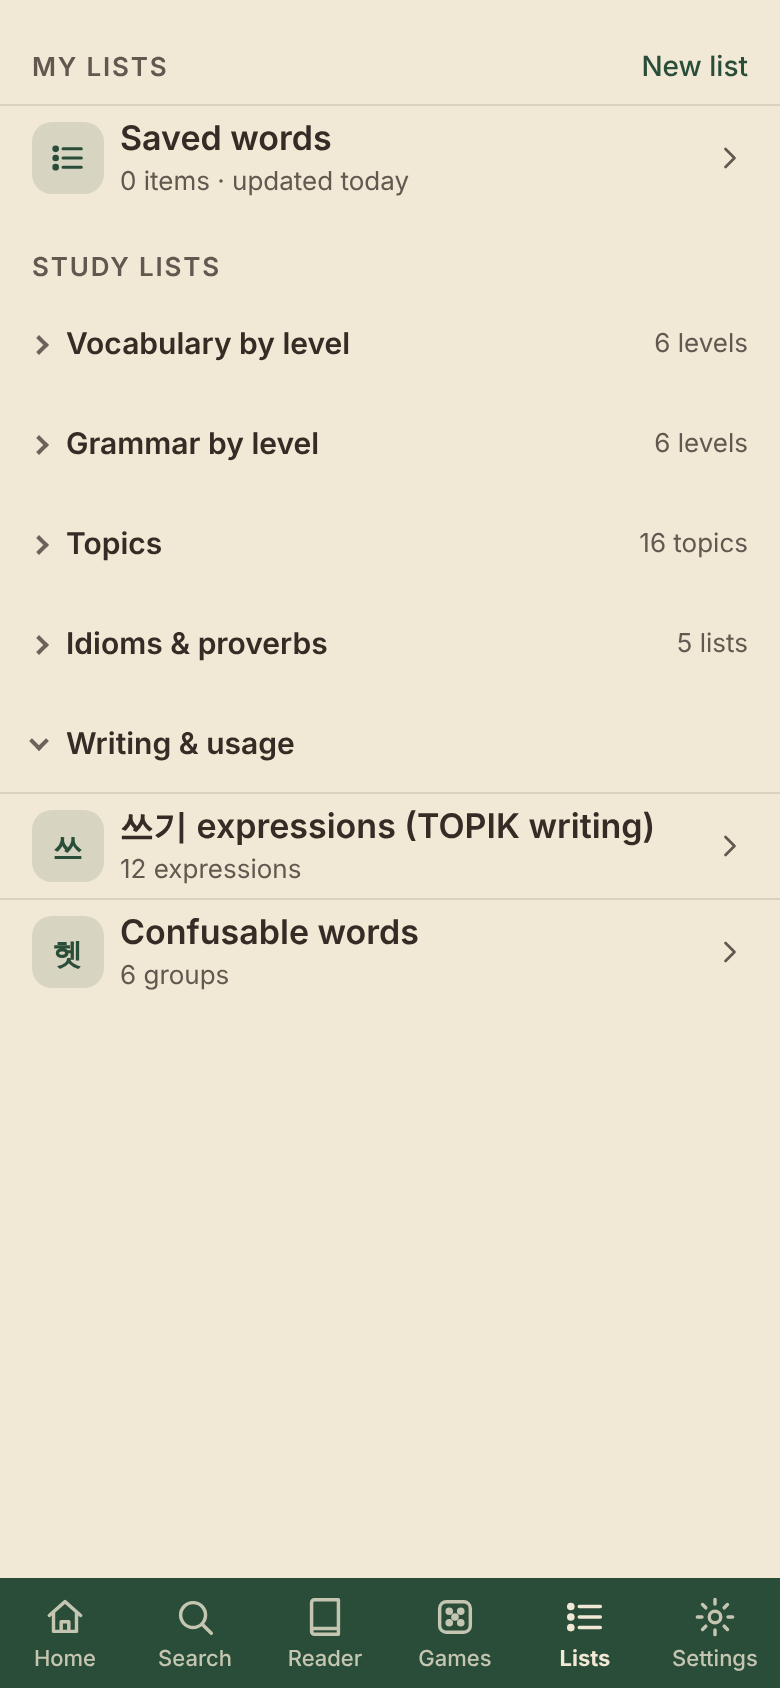 MY LISTS
New list
Saved words
0 items · updated today
STUDY LISTS
Vocabulary by level
6 levels
Grammar by level
6 levels
Topics
16 topics
Idioms & proverbs
5 lists
Writing & usage
쓰
쓰기 expressions (TOPIK writing)
12 expressions
헷
Confusable words
6 groups
Home
Search
Reader
Games
Lists
Settings